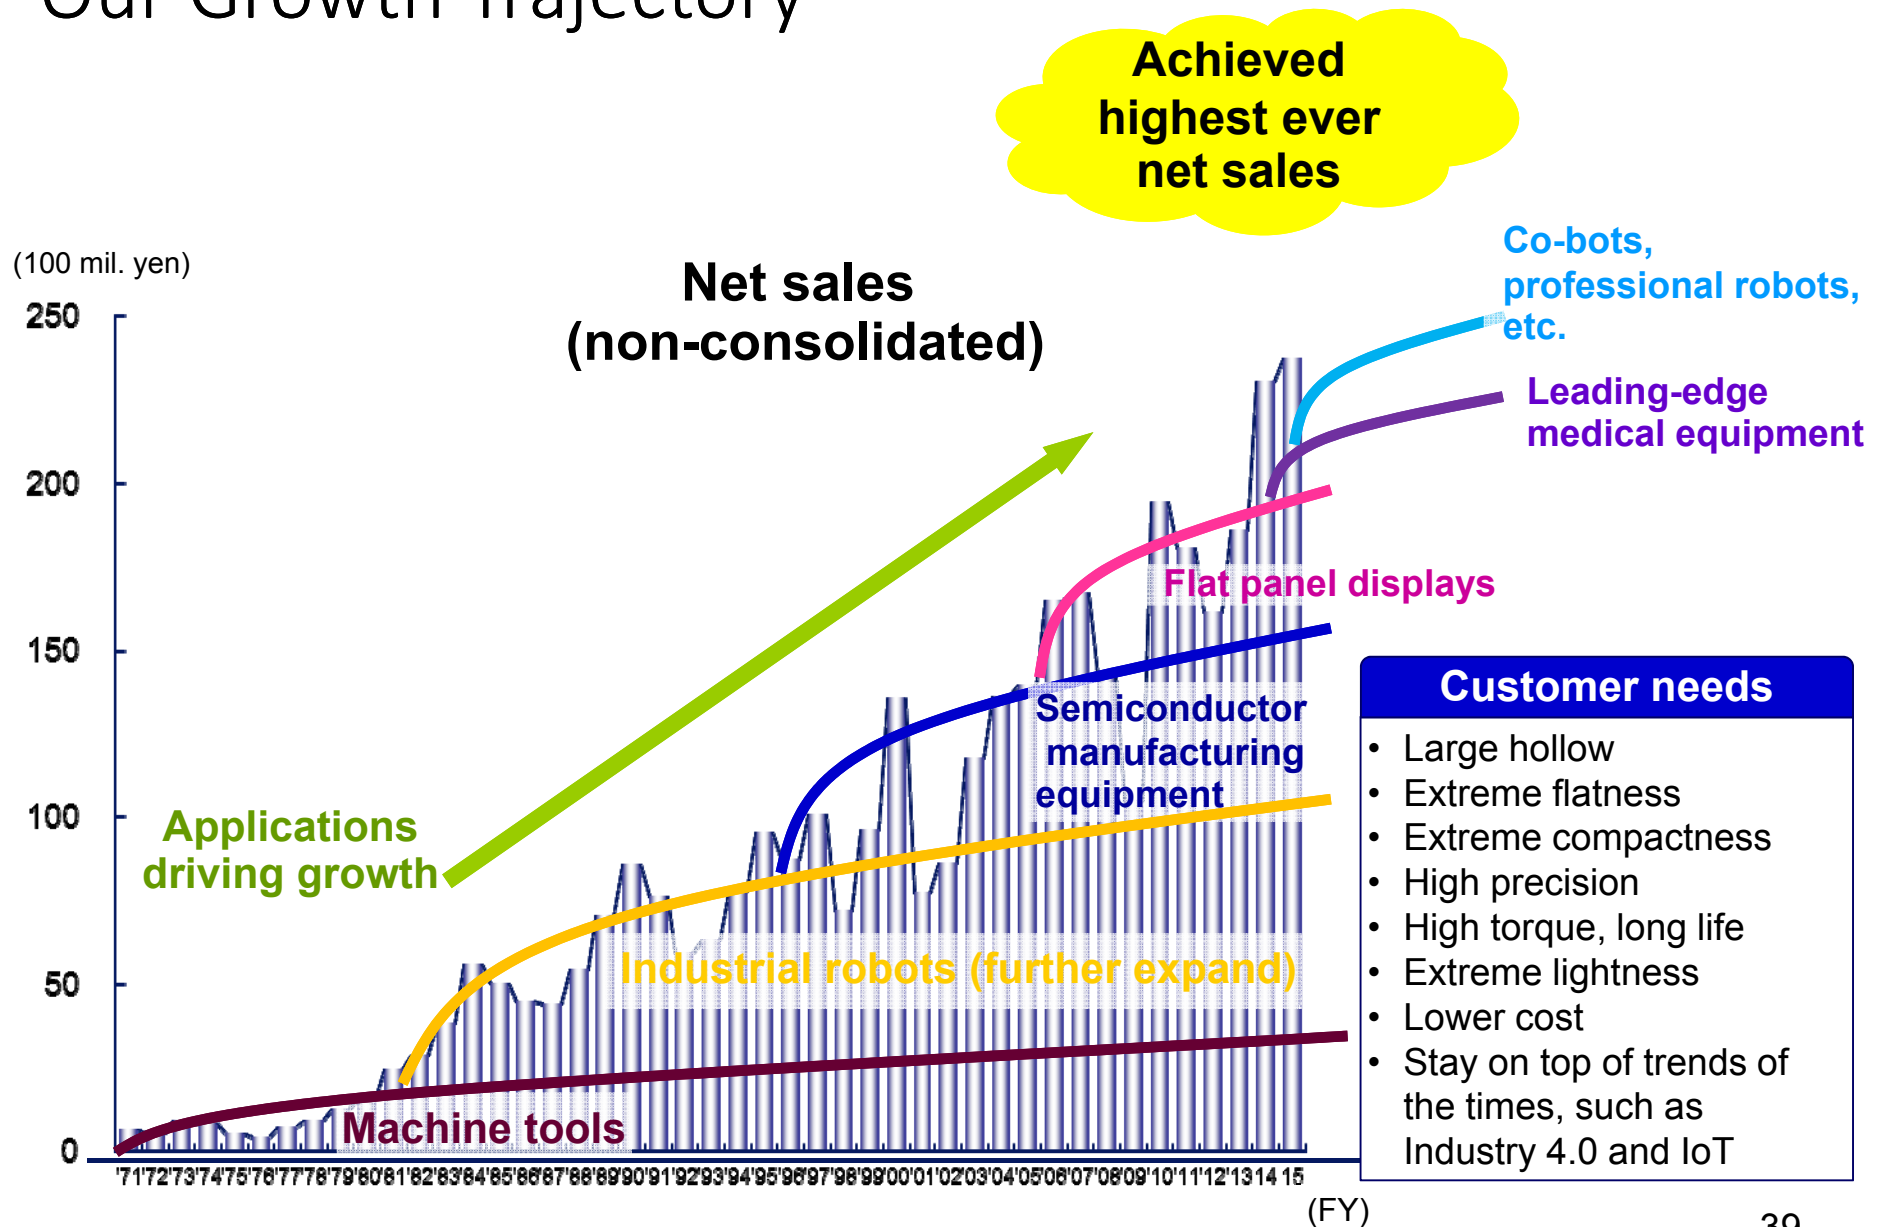 Our Growth Trajectory
Achieved
highest ever
net sales
(100 mil. yen)
Net sales
(non-consolidated)
Co-bots,
professional robots,
etc.
Leading-edge
medical equipment
Flat panel displays
Semiconductor
manufacturing
equipment
Applications
driving growth
Industrial robots (further expand)
Machine tools
250
200
150
100
50
0
'71'72'73'74'75'76'77'78'79'80'81'82'83'84'85'86'87'88'89'90'91'92'93'94'95'96'97'98'99'00'01'02'03'04'05'06'07'08'09'10'11'12'13'14'15
(FY)
Customer needs
• Large hollow
• Extreme flatness
• Extreme compactness
• High precision
• High torque, long life
• Extreme lightness
• Lower cost
• Stay on top of trends of
the times, such as
Industry 4.0 and IoT
39